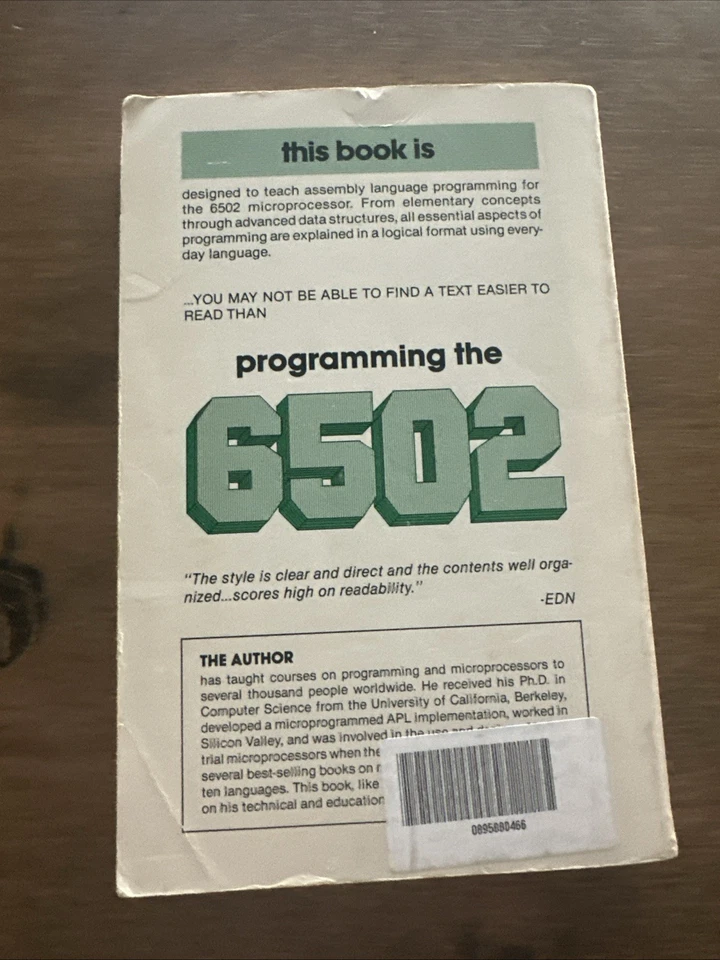 this book is
designed to teach assembly language programming for
the 6502 microprocessor. From elementary concepts
through advanced data structures, all essential aspects of
programming are explained in a logical format using every-
day language.
...YOU MAY NOT BE ABLE TO FIND A TEXT EASIER TO
READ THAN
programming the
6502
"The style is clear and direct and the contents well orga-
nized...scores high on readability."
-EDN
THE AUTHOR
has taught courses on programming and microprocessors to
several thousand people worldwide. He received his Ph.D. in
Computer Science from the University of California, Berkeley,
developed a microprogrammed APL implementation, worked in
Silicon Valley, and was involved in the use and
trial microprocessors when the
several best-selling books on
ten languages. This book, like
on his technical and education
0895880466